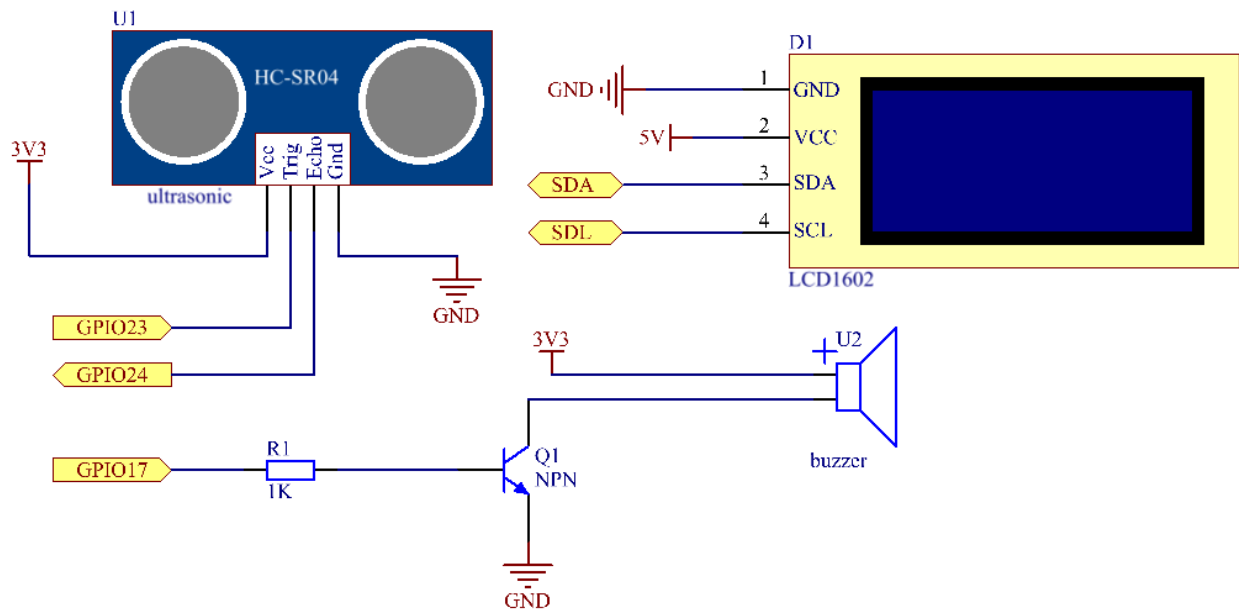 U1
HC-SR04
Vcc
Trig
Echo
Gnd
ultrasonic
3V3
GND
GPIO23
GPIO24
GPIO17
R1
1K
Q1
NPN
GND
3V3
U2
buzzer
D1
GND 1 GND
5V 2 VCC
SDA 3 SDA
SDL 4 SCL
LCD1602